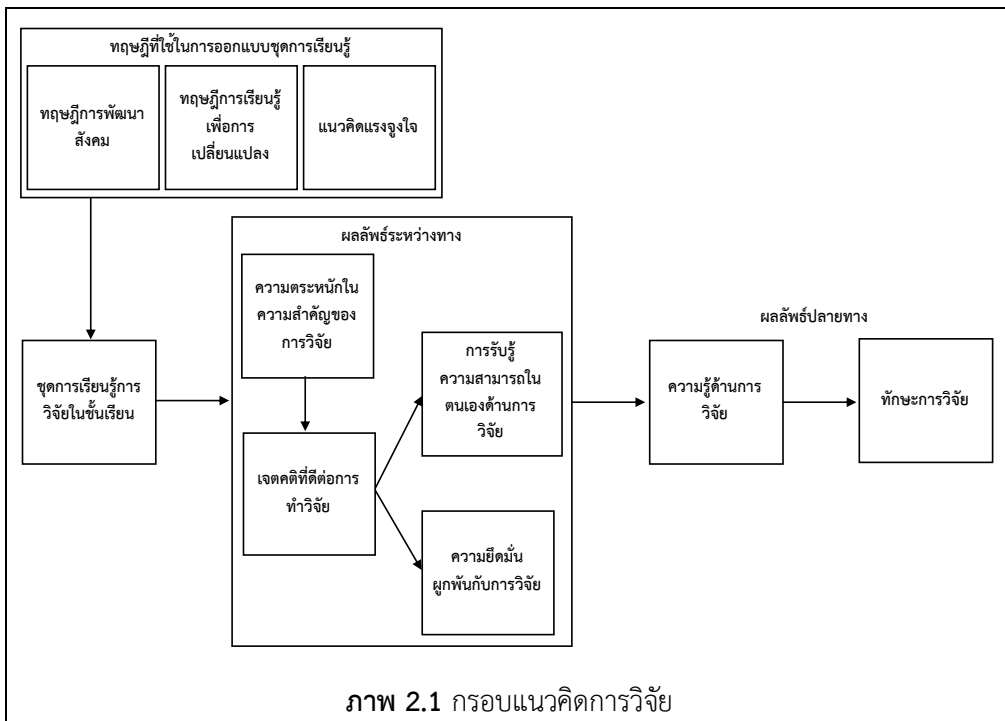 ทฤษฎีที่ใช้ในการออกแบบชุดการเรียนรู้
ทฤษฎีการพัฒนา
สังคม
ทฤษฎีการเรียนรู้
เพื่อการ
เปลี่ยนแปลง
แนวคิดแรงจูงใจ
ผลลัพธ์ระหว่างทาง
ความตระหนักใน
ความสำคัญของ
การวิจัย
ชุดการเรียนรู้การ
วิจัยในชั้นเรียน
เจตคติที่ดีต่อการ
ทำวิจัย
การรับรู้
ความสามารถใน
ตนเองด้านการ
วิจัย
ความยึดมั่น
ผูกพันกับการวิจัย
ผลลัพธ์ปลายทาง
ความรู้ด้านการ
วิจัย
ทักษะการวิจัย
ภาพ 2.1 กรอบแนวคิดการวิจัย